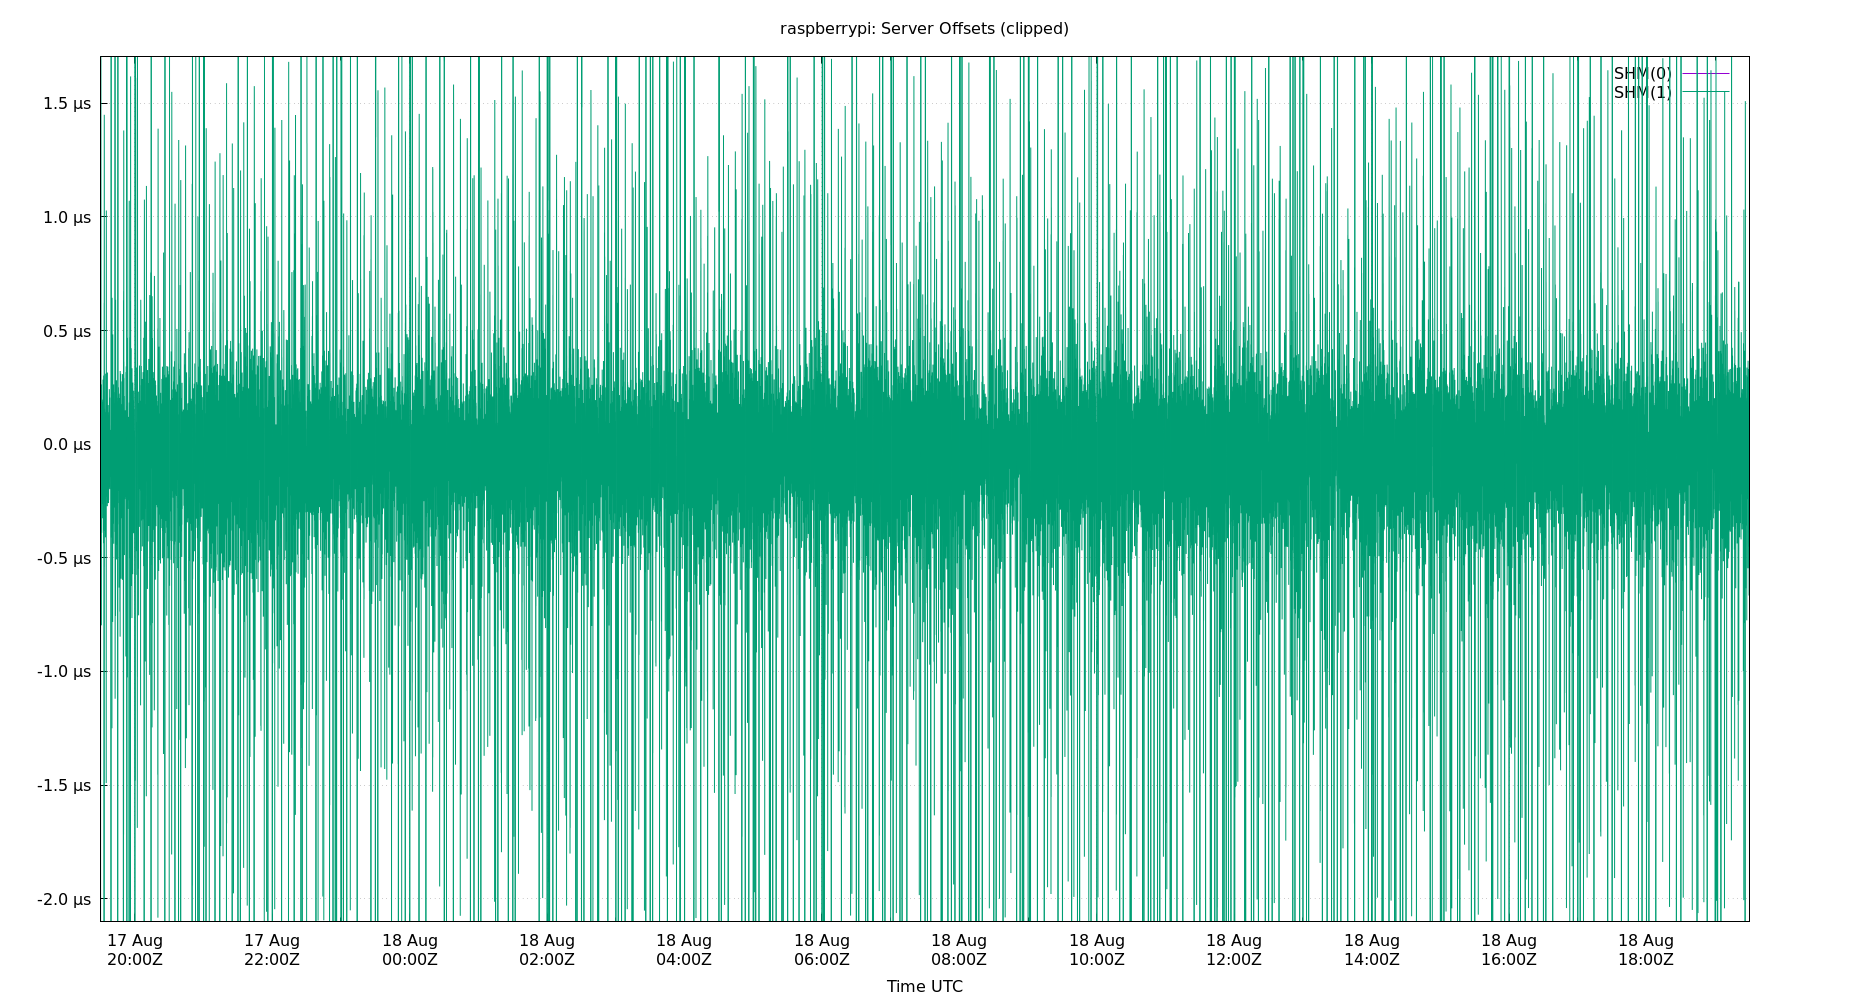 raspberrypi: Server Offsets (clipped)
SHM(0)
SHM(1)
1.5 µs
1.0 µs
0.5 µs
0.0 µs
-0.5 µs
-1.0 µs
-1.5 µs
-2.0 µs
17 Aug 17 Aug 18 Aug 18 Aug 18 Aug 18 Aug 18 Aug 18 Aug 18 Aug 18 Aug 18 Aug 18 Aug
20:00Z 22:00Z 00:00Z 02:00Z 04:00Z 06:00Z 08:00Z 10:00Z 12:00Z 14:00Z 16:00Z 18:00Z
Time UTC